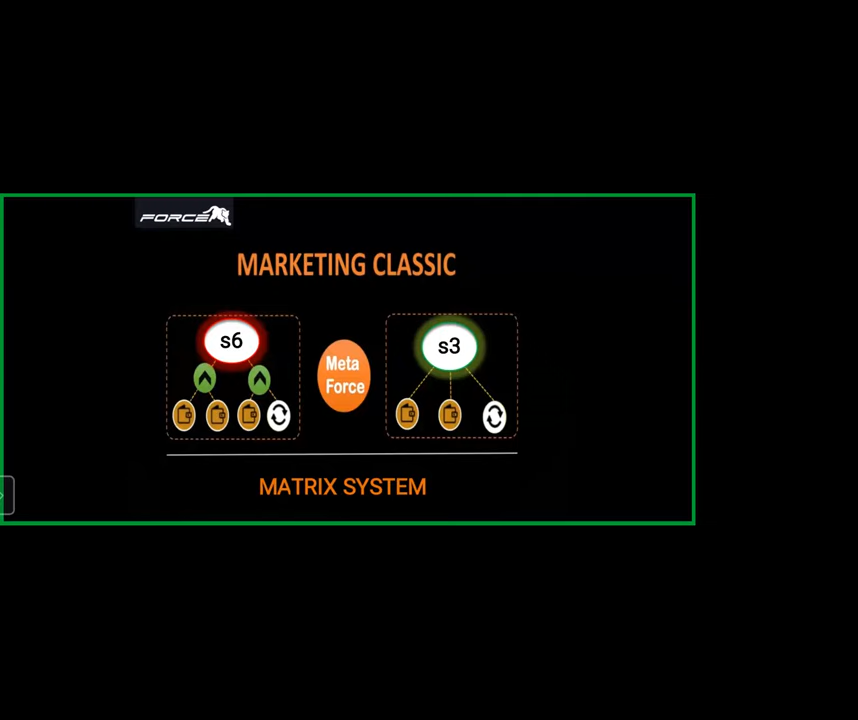 FORCE
MARKETING CLASSIC
s6
Meta
Force
s3
MATRIX SYSTEM